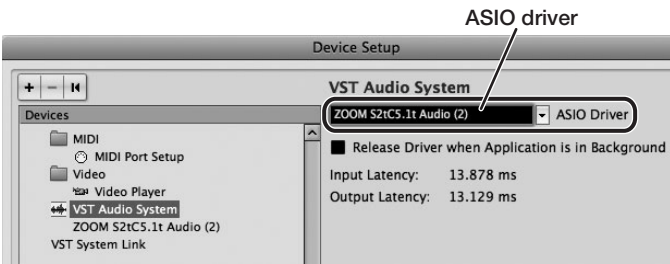 ASIO driver
Device Setup
VST Audio System
Devices
ZOOM S2tC5.1t Audio (2)
ASIO Driver
MIDI
MIDI Port Setup
Video
Video Player
VST Audio System
ZOOM S2tC5.1t Audio (2)
VST System Link
Release Driver when Application is in Background
Input Latency: 13.878 ms
Output Latency: 13.129 ms